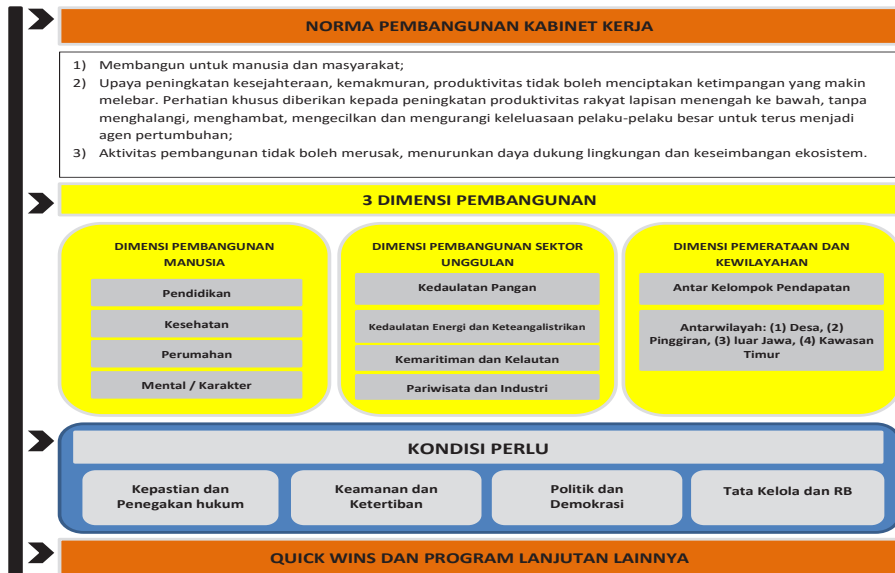 NORMA PEMBANGUNAN KABINET KERJA
1) Membangun untuk manusia dan masyarakat;
2) Upaya peningkatan kesejahteraan, kemakmuran, produktivitas tidak boleh menciptakan ketimpangan yang makin
melebar. Perhatian khusus diberikan kepada peningkatan produktivitas rakyat lapisan menengah ke bawah, tanpa
menghalangi, menghambat, mengecilkan dan mengurangi keleluasaan pelaku-pelaku besar untuk terus menjadi
agen pertumbuhan;
3) Aktivitas pembangunan tidak boleh merusak, menurunkan daya dukung lingkungan dan keseimbangan ekosistem.
3 DIMENSI PEMBANGUNAN
DIMENSI PEMBANGUNAN
MANUSIA
Pendidikan
Kesehatan
Perumahan
Mental / Karakter
DIMENSI PEMBANGUNAN SEKTOR
UNGGULAN
Kedaulatan Pangan
Kedaulatan Energi dan Keteangalistrikan
Kemaritiman dan Kelautan
Pariwisata dan Industri
DIMENSI PEMERATAAN DAN
KEWILAYAHAN
Antar Kelompok Pendapatan
Antarwilayah: (1) Desa, (2)
Pinggiran, (3) luar Jawa, (4) Kawasan
Timur
KONDISI PERLU
Kepastian dan
Penegakan hukum
Keamanan dan
Ketertiban
Politik dan
Demokrasi
Tata Kelola dan RB
QUICK WINS DAN PROGRAM LANJUTAN LAINNYA